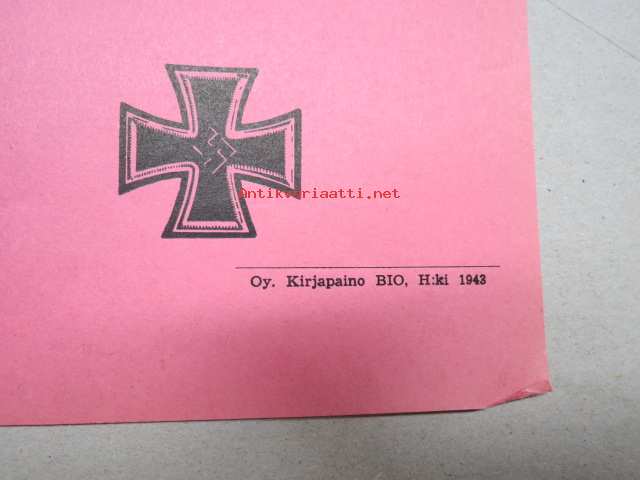 Antikvariaatti.net
Oy. Kirjapaino BIO, H:ki 1943